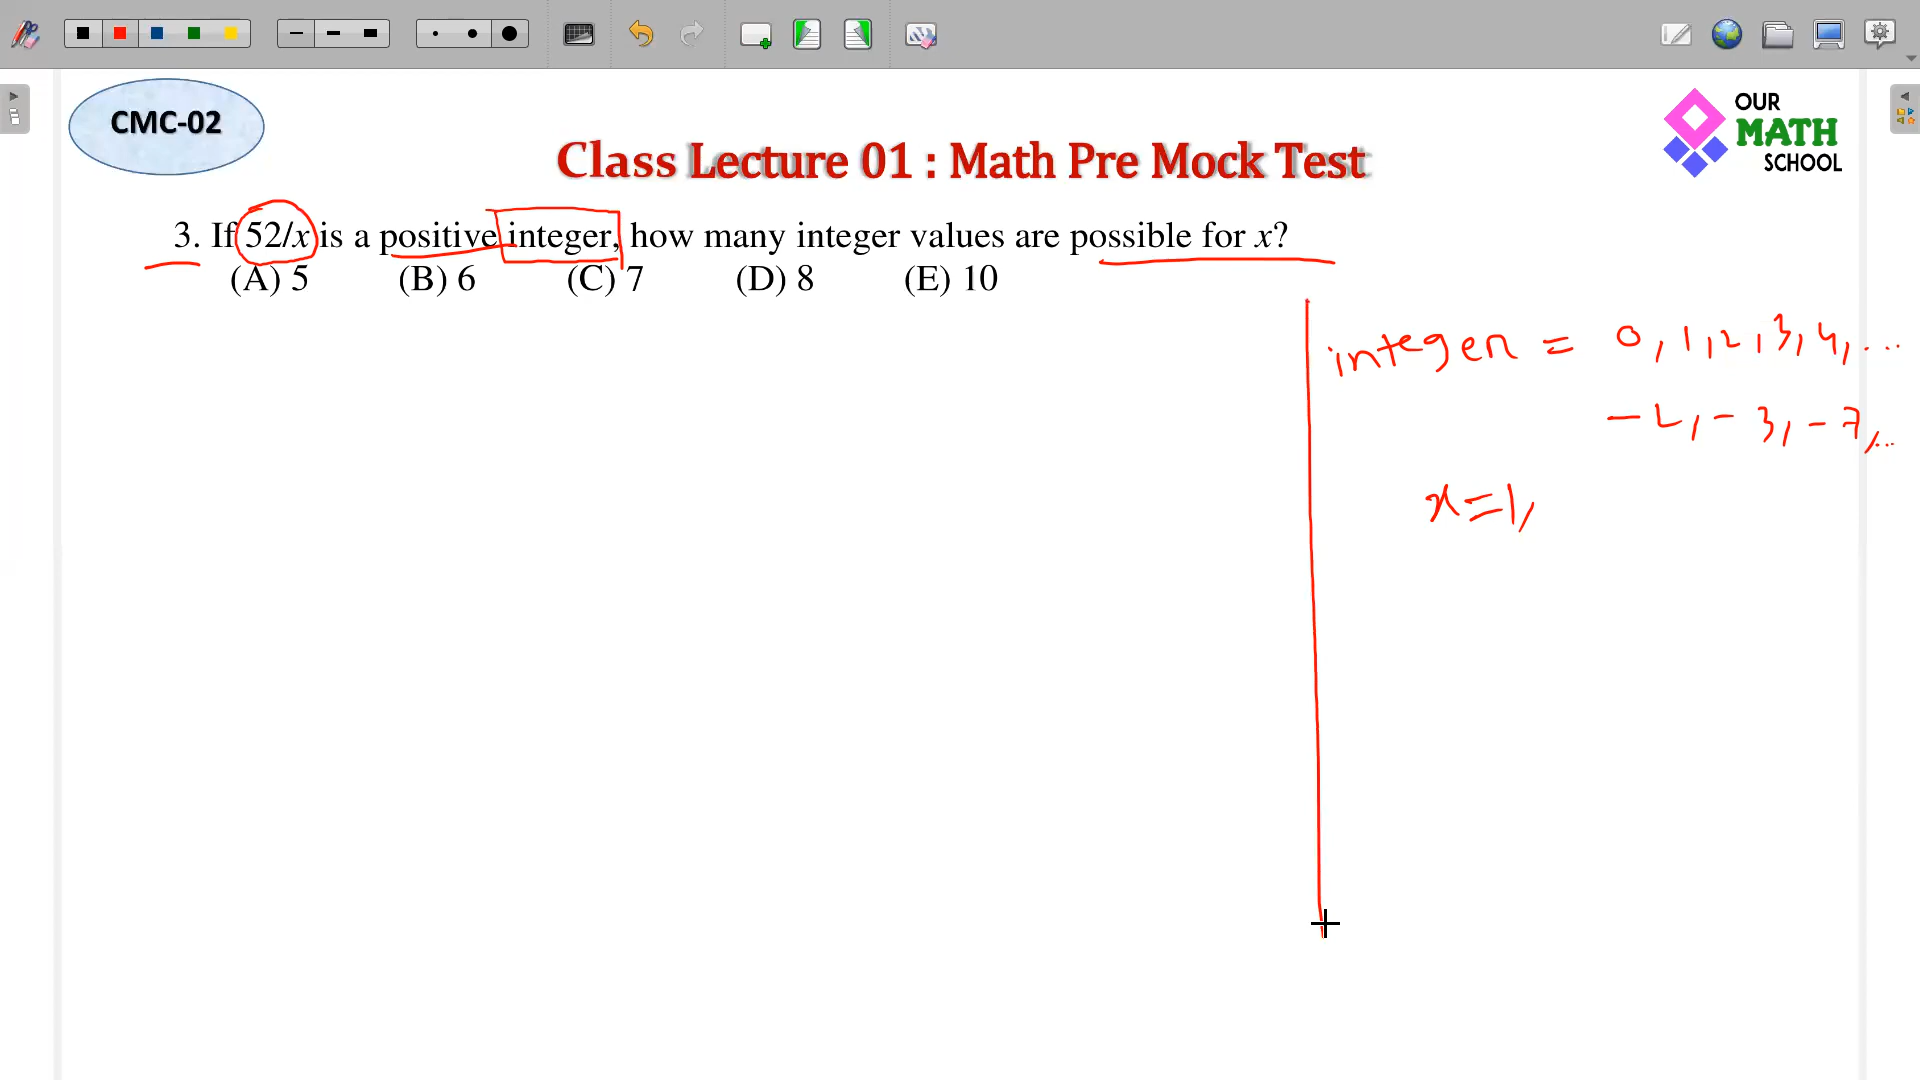 CMC-02
OUR
MATH
SCHOOL
Class Lecture 01 : Math Pre Mock Test
3. If 52/x is a positive integer, how many integer values are possible for x?
(A) 5 (B) 6 (C) 7 (D) 8 (E) 10
integer = 0, 1, 2, 3, 4, ...
-2, -3, -7, ...
x=1,